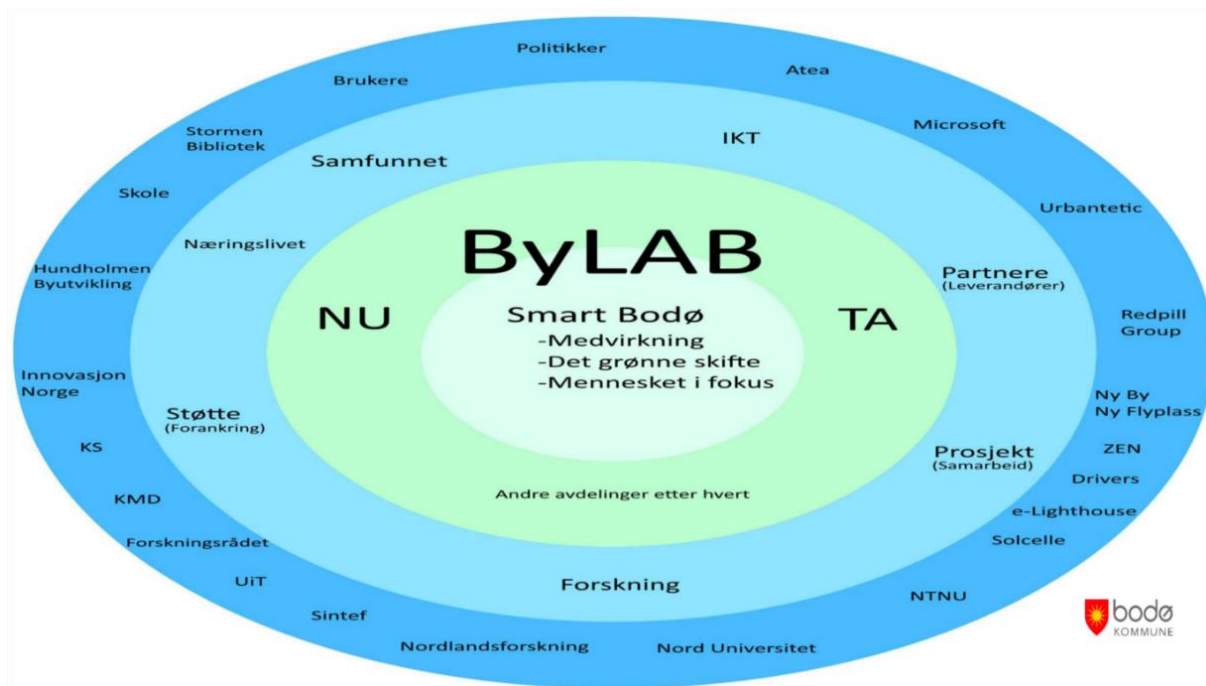 Politikker
Atea
Brukere
Microsoft
Stormen
Bibliotek
IKT
Samfunnet
Skole
Urbantetic
Næringslivet
ByLAB
Hundholmen
Byutvikling
Partnere
(Leverandører)
NU
Smart Bodø
TA
-Medvirkning
-Det grønne skifte
-Mennesket i fokus
Redpill
Group
Innovasjon
Norge
Ny By
Ny Flyplass
Støtte
(Forankring)
KS
Prosjekt
(Samarbeid)
ZEN
Drivers
KMD
Andre avdelinger etter hvert
e-Lighthouse
Forskningsrådet
Solcelle
UiT
Forskning
NTNU
Sintef
Nordlandsforskning
Nord Universitet
bodø
KOMMUNE